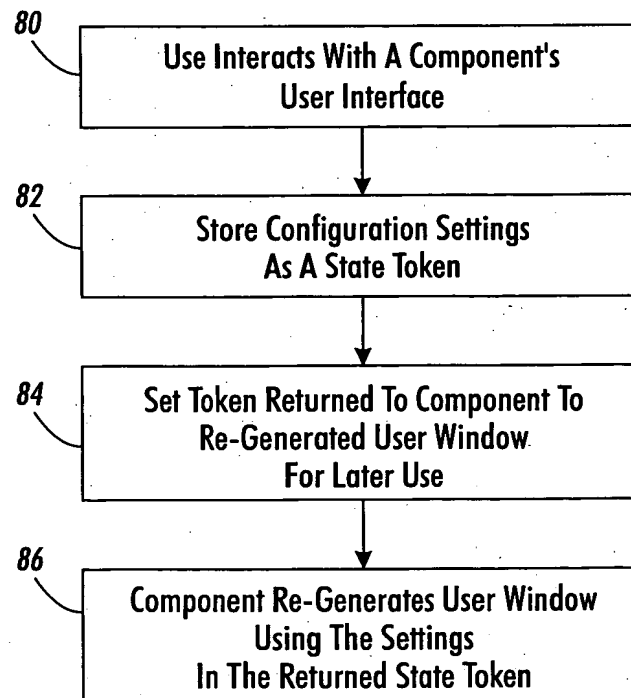 80
Use Interacts With A Component's
User Interface
82
Store Configuration Settings
As A State Token
84
Set Token Returned To Component To
Re-Generated User Window
For Later Use
86
Component Re-Generates User Window
Using The Settings
In The Returned State Token